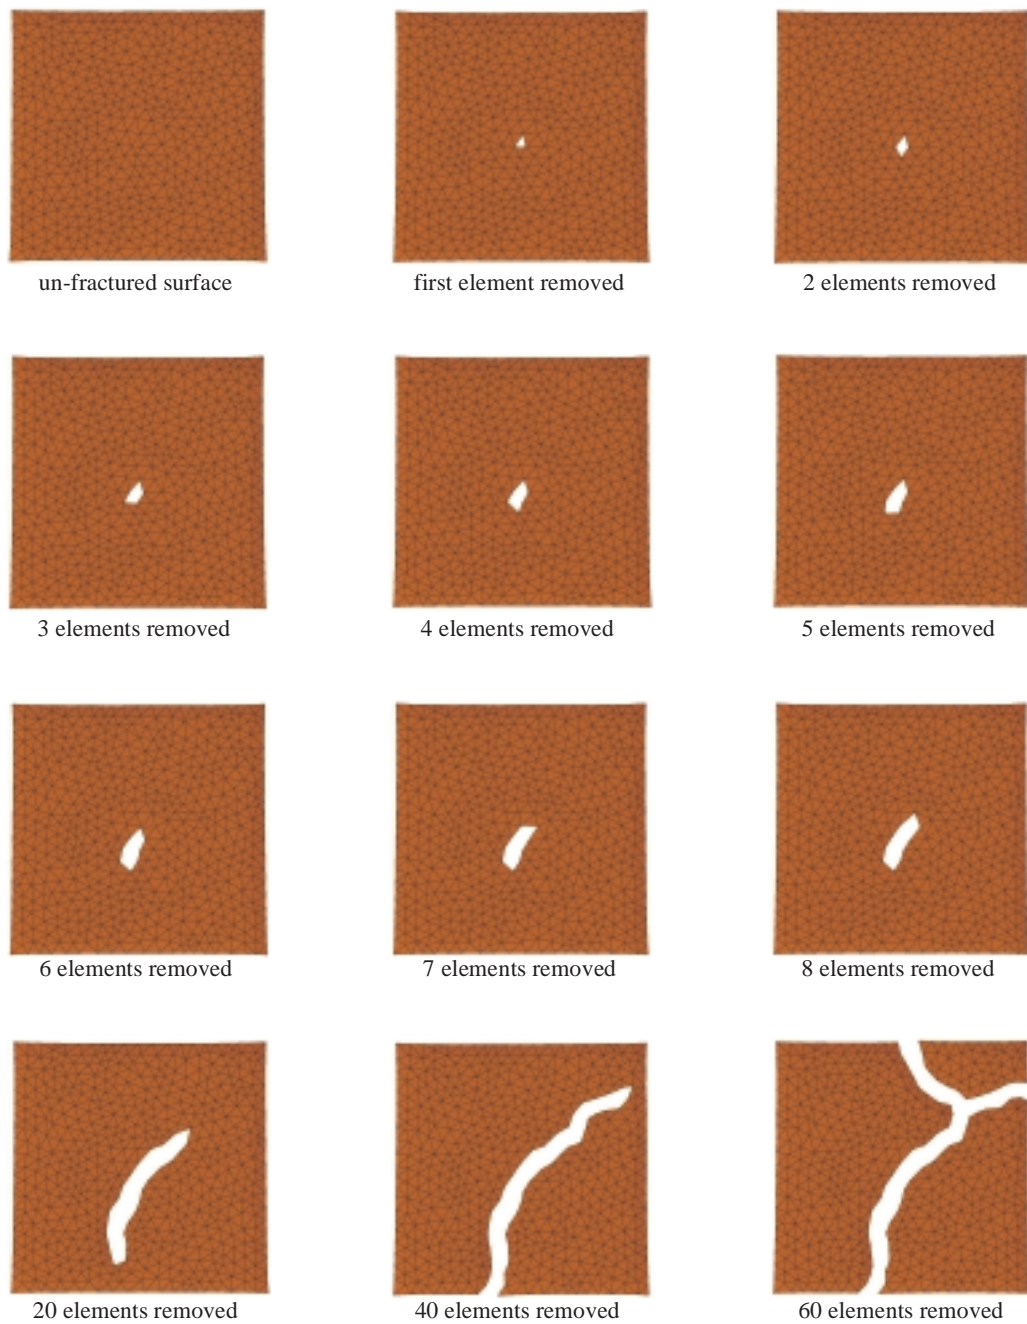 un-fractured surface
first element removed
2 elements removed
3 elements removed
4 elements removed
5 elements removed
6 elements removed
7 elements removed
8 elements removed
20 elements removed
40 elements removed
60 elements removed